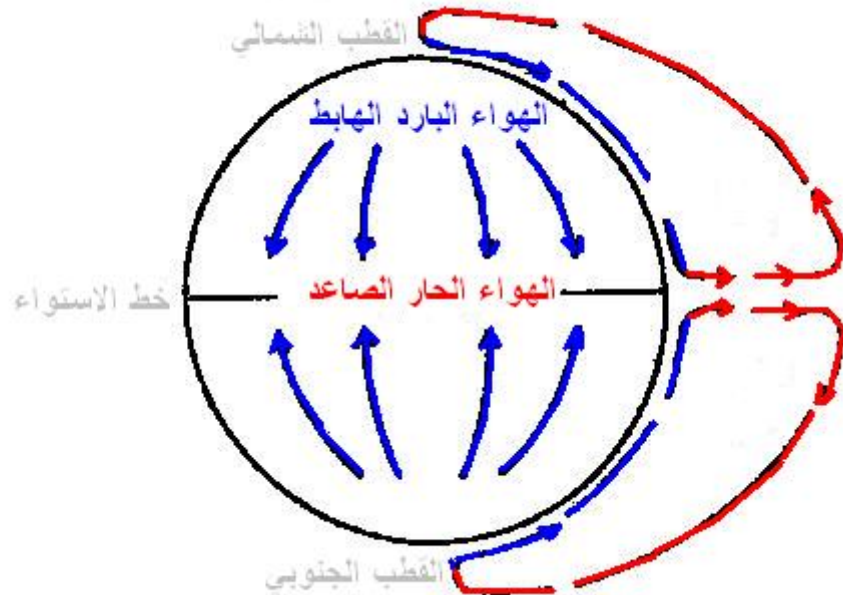 القطب الشمالي
الهواء البارد الهابط
الهواء الحار الصاعد
خط الاستواء
القطب الجنوبي